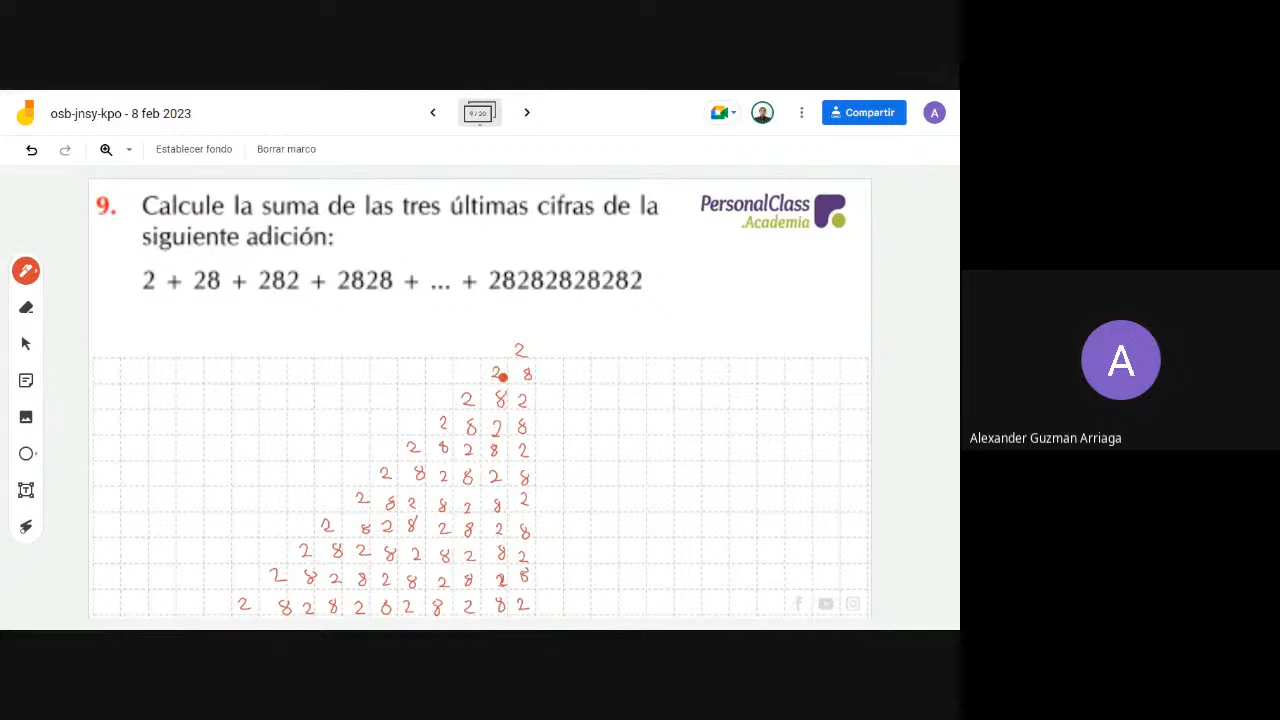 osb-jnsy-kpo - 8 feb 2023
9 / 20
Compartir
A
Establecer fondo
Borrar marco
9. Calcule la suma de las tres últimas cifras de la
siguiente adición:
PersonalClass
.Academia
2 + 28 + 282 + 2828 + ... + 28282828282
2
2 8
2 8 2
2 8 2 8
2 8 2 8 2
2 8 2 8 2 8
2 8 2 8 2 8 2
2 8 2 8 2 8 2 8
2 8 2 8 2 8 2 8 2
2 8 2 8 2 8 2 8 2 8
2 8 2 8 2 8 2 8 2 8 2
A
Alexander Guzman Arriaga